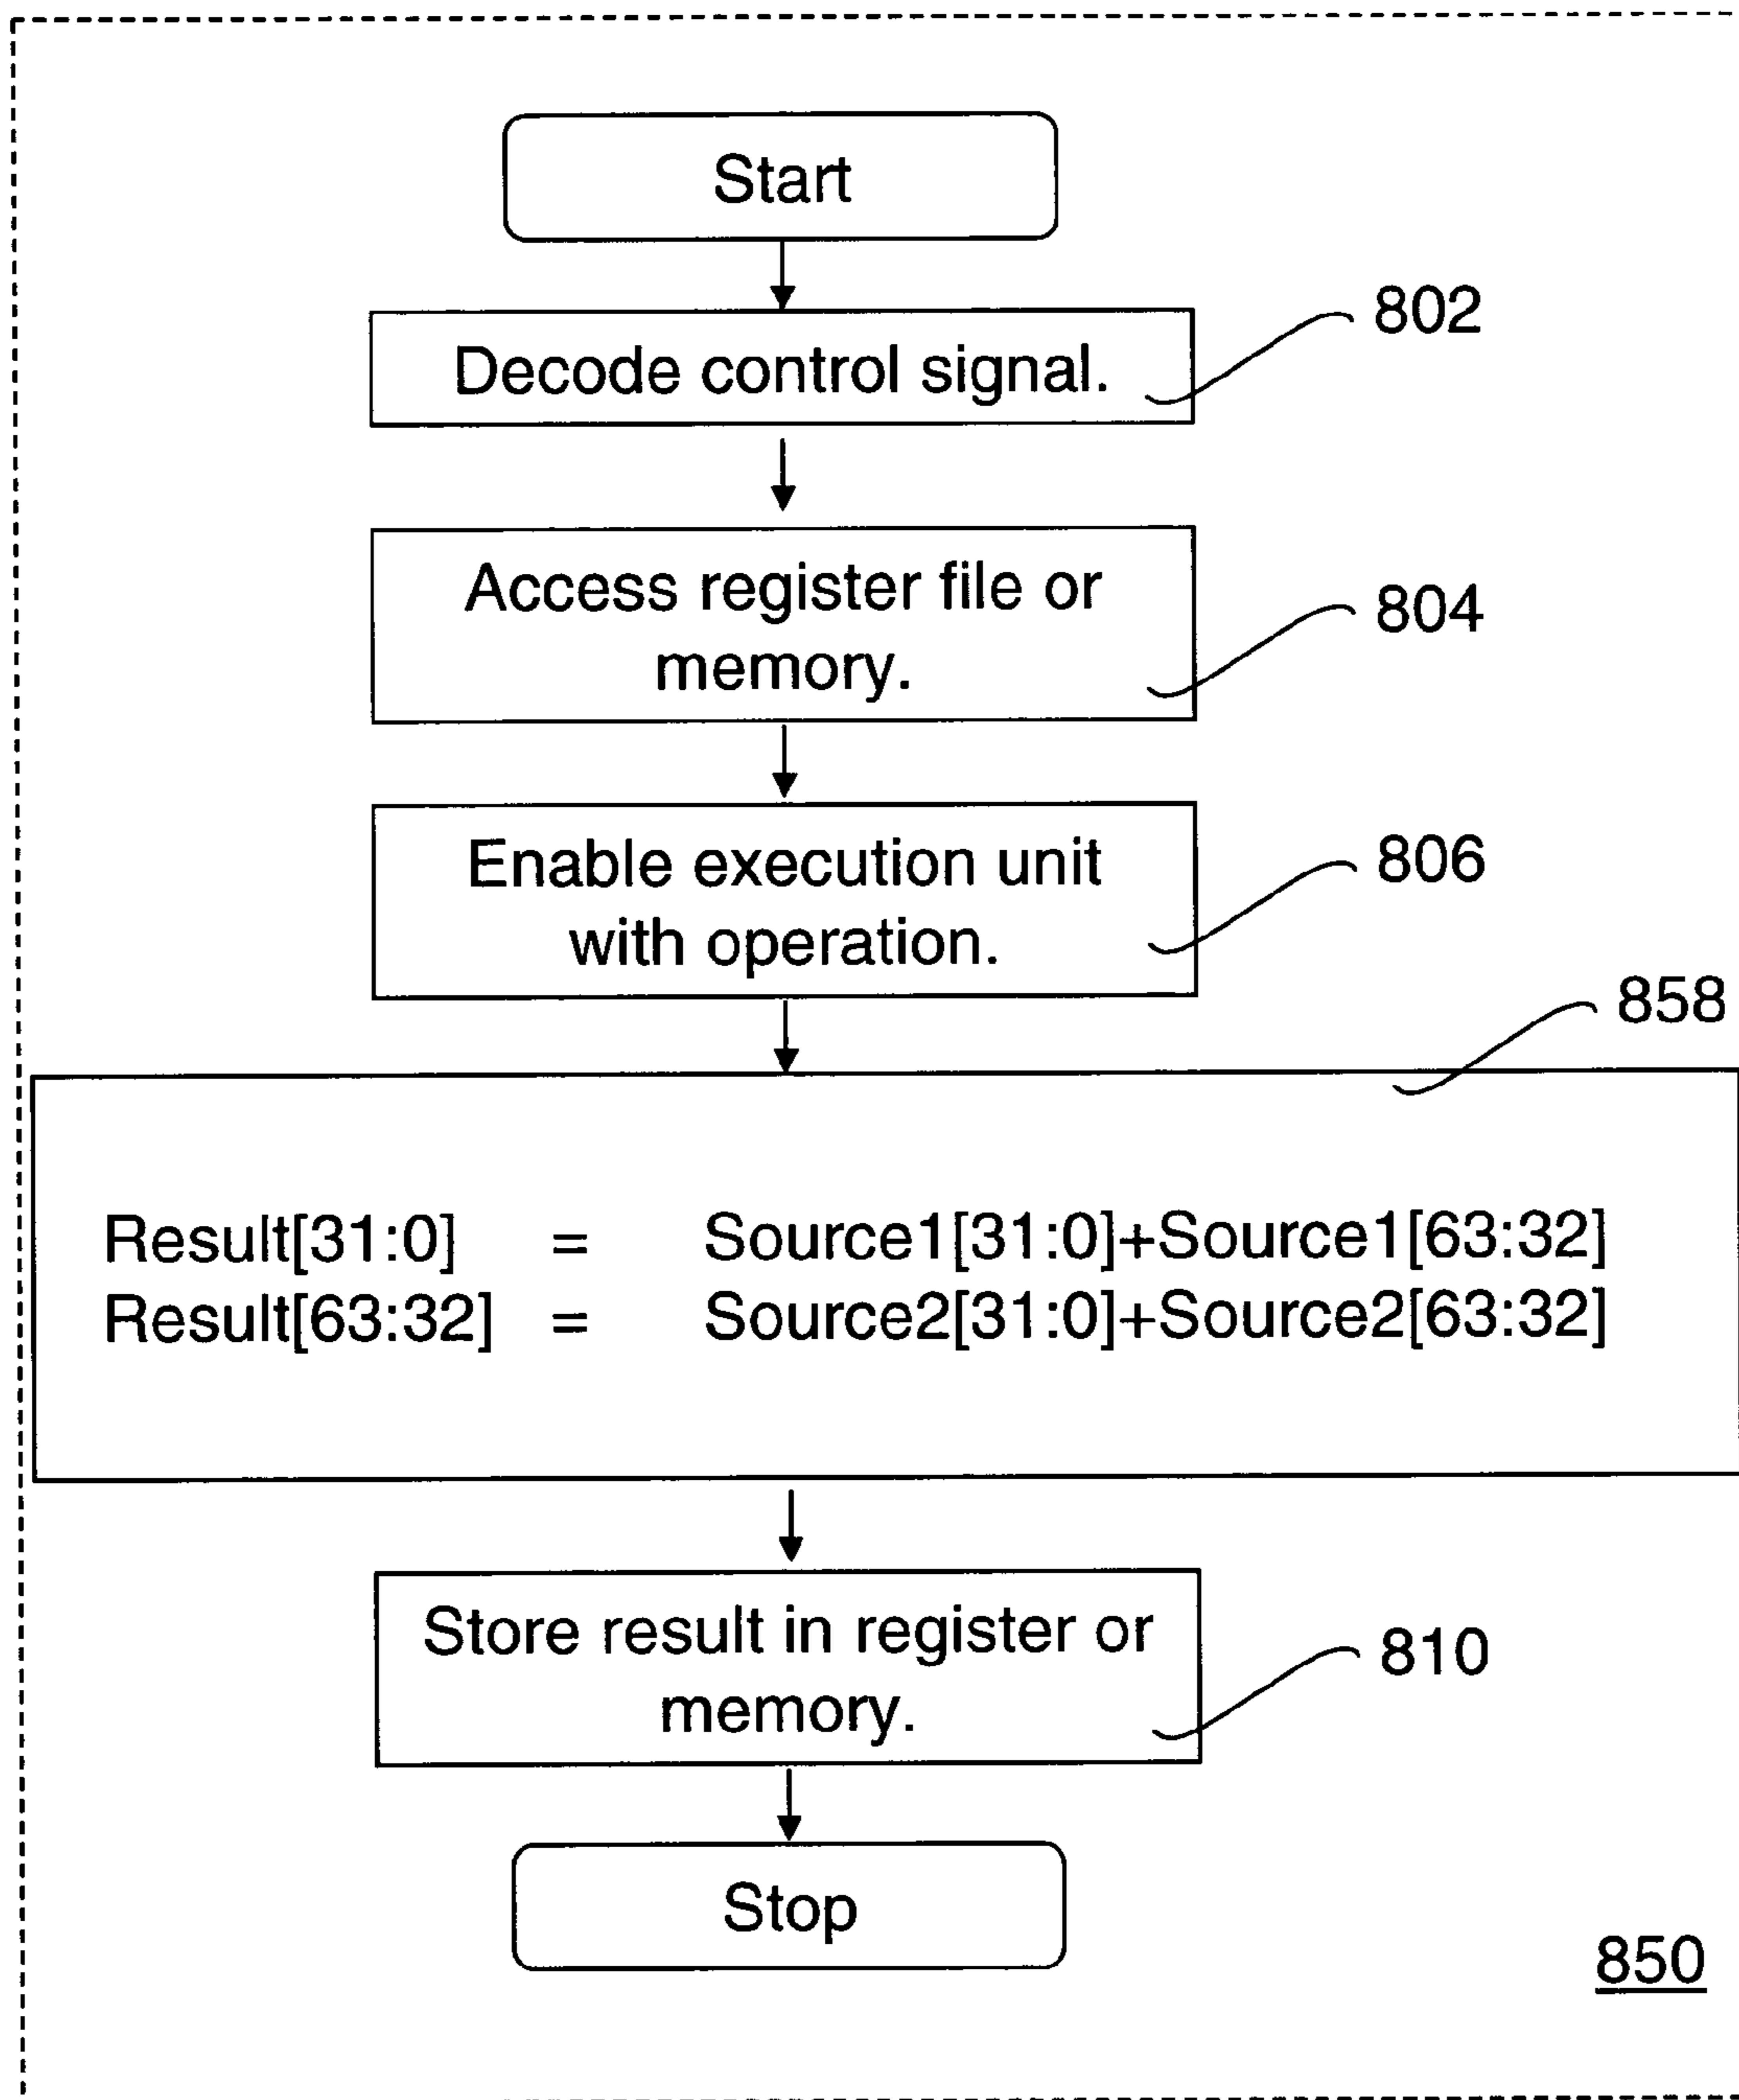 Start
802
Decode control signal.
Access register file or
804
memory.
806
Enable execution unit
with operation.
858
Result[31:0] = Source1[31:0]+Source1[63:32]
Result[63:32] = Source2[31:0]+Source2[63:32]
Store result in register or
810
memory.
Stop
850